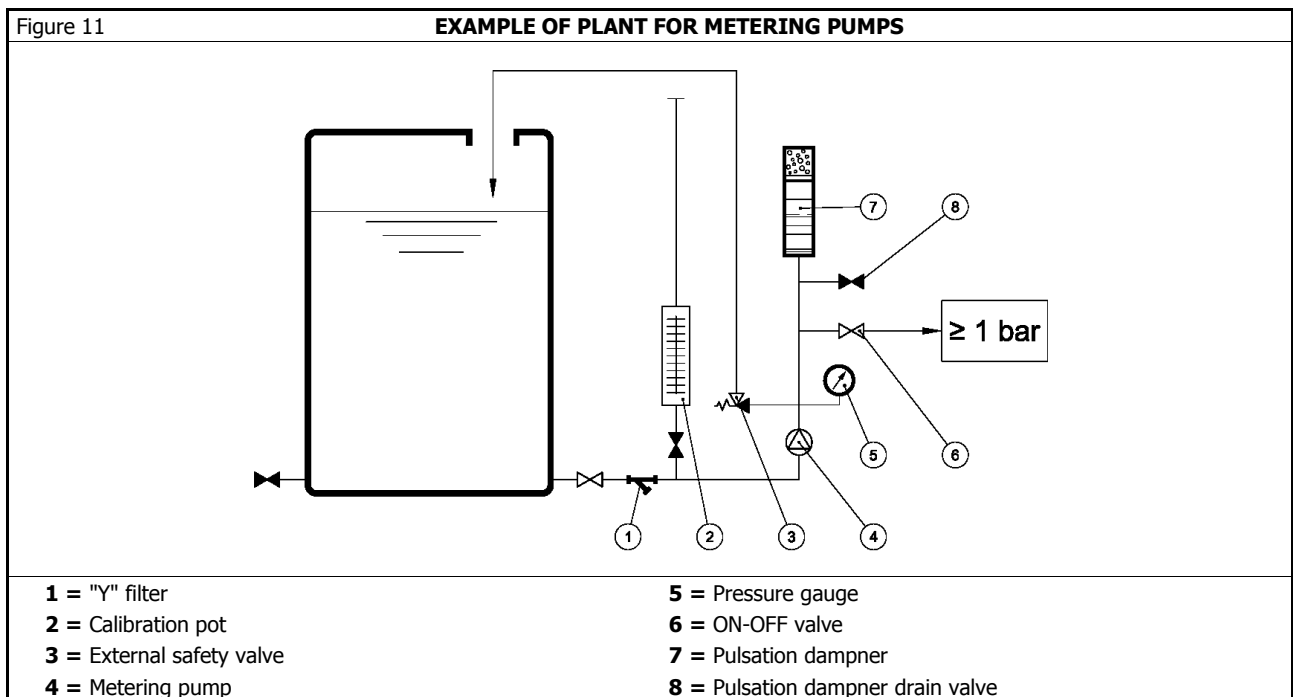 Figure 11
EXAMPLE OF PLANT FOR METERING PUMPS
7
8
≥ 1 bar
1
2
3
4
5
6
1 = "Y" filter
2 = Calibration pot
3 = External safety valve
4 = Metering pump
5 = Pressure gauge
6 = ON-OFF valve
7 = Pulsation dampner
8 = Pulsation dampner drain valve